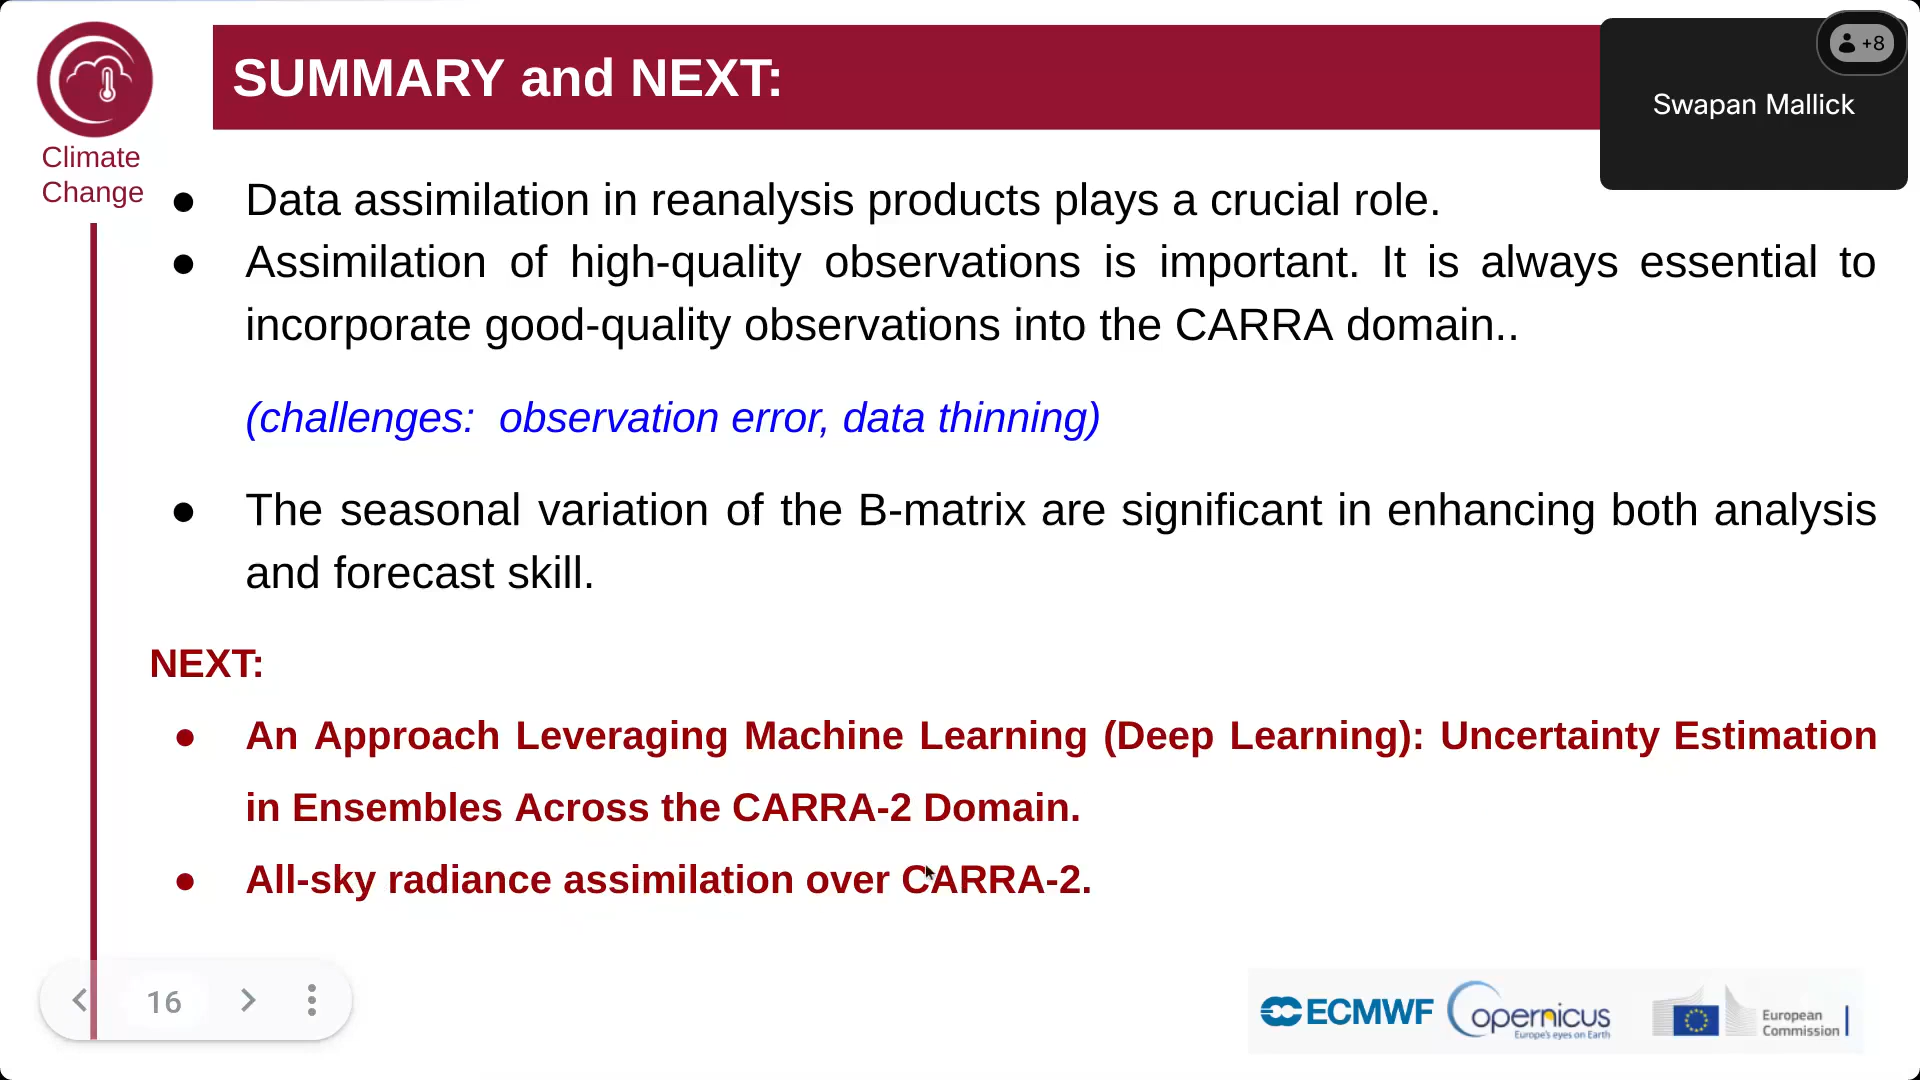 SUMMARY and NEXT:
+8
Swapan Mallick
Climate
Change
● Data assimilation in reanalysis products plays a crucial role.
● Assimilation of high-quality observations is important. It is always essential to
incorporate good-quality observations into the CARRA domain..
(challenges: observation error, data thinning)
● The seasonal variation of the B-matrix are significant in enhancing both analysis
and forecast skill.
NEXT:
● An Approach Leveraging Machine Learning (Deep Learning): Uncertainty Estimation
in Ensembles Across the CARRA-2 Domain.
● All-sky radiance assimilation over CARRA-2.
16
ECMWF
Copernicus
Europe's eyes on Earth
European
Commission